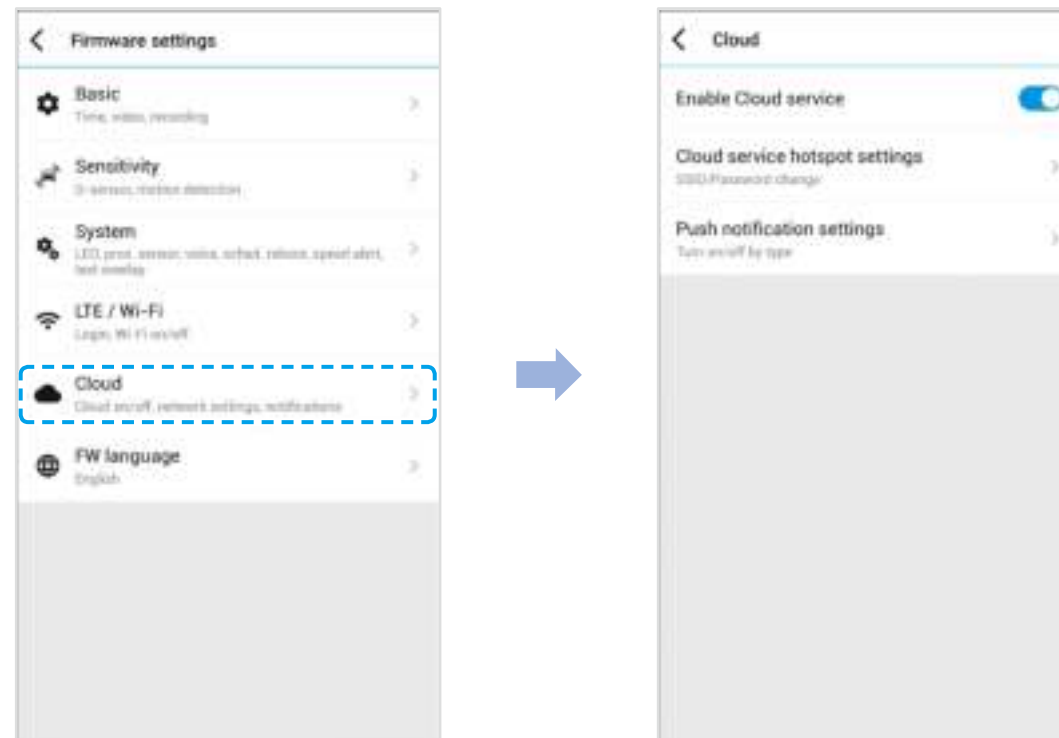 Firmware settings
Basic
Time, video, recording
Sensitivity
G-sensor, motion detection
System
LED, prox. sensor, voice, sched. reboot, speed alert,
text overlay
LTE / Wi-Fi
Login, Wi-Fi on/off
Cloud
Cloud on/off, network settings, notifications
FW language
English
Cloud
Enable Cloud service
Cloud service hotspot settings
SSID/Password change
Push notification settings
Turn on/off by type